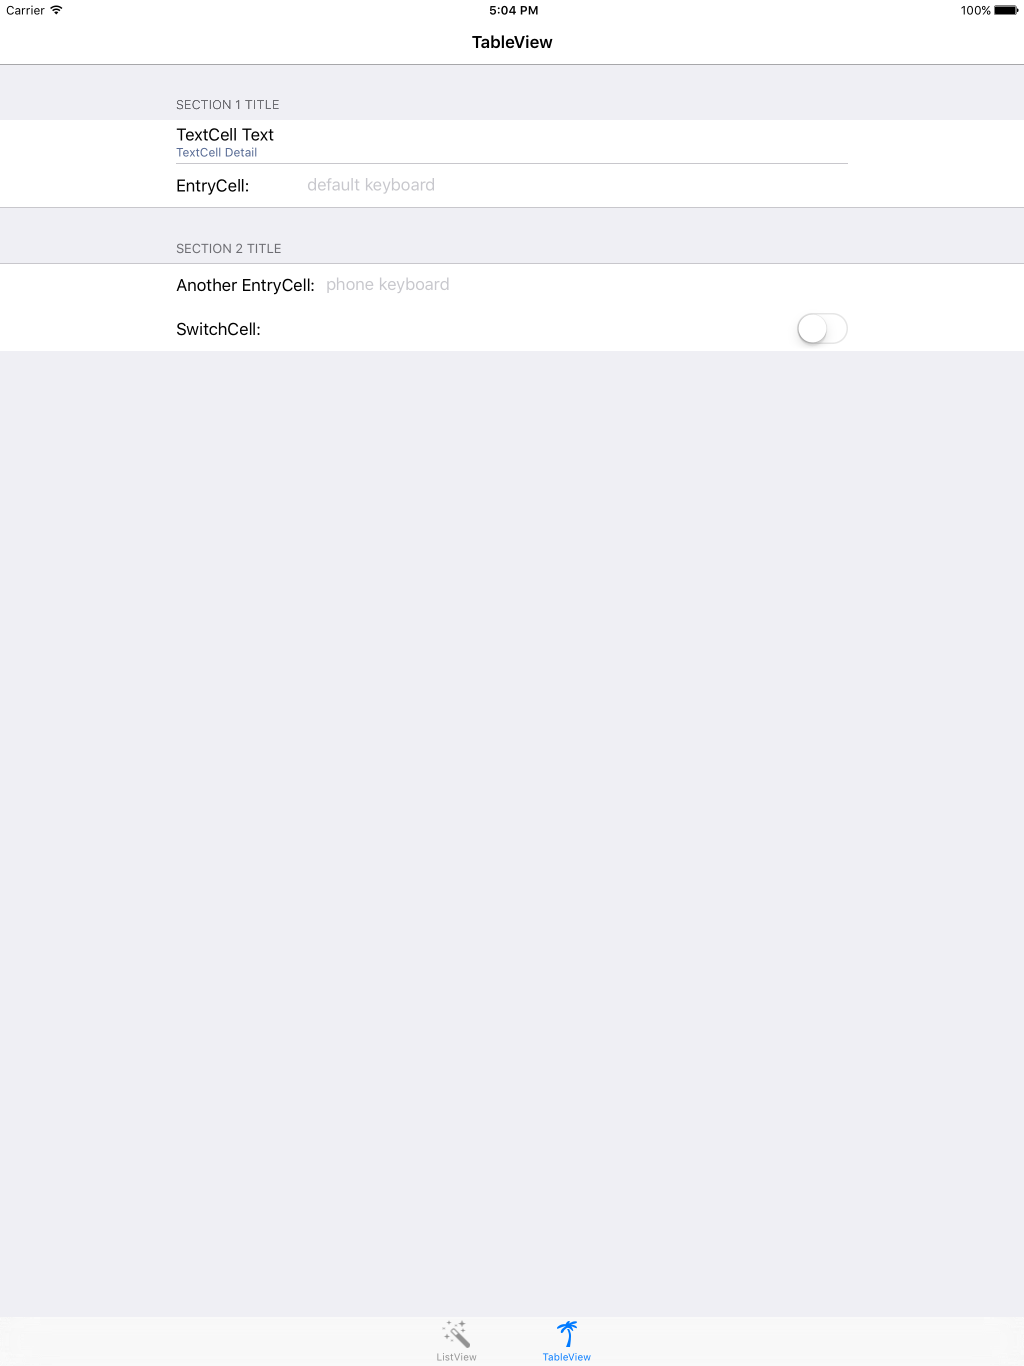 Carrier
5:04 PM
100%
TableView
SECTION 1 TITLE
TextCell Text
TextCell Detail
EntryCell: default keyboard
SECTION 2 TITLE
Another EntryCell: phone keyboard
SwitchCell:
ListView
TableView